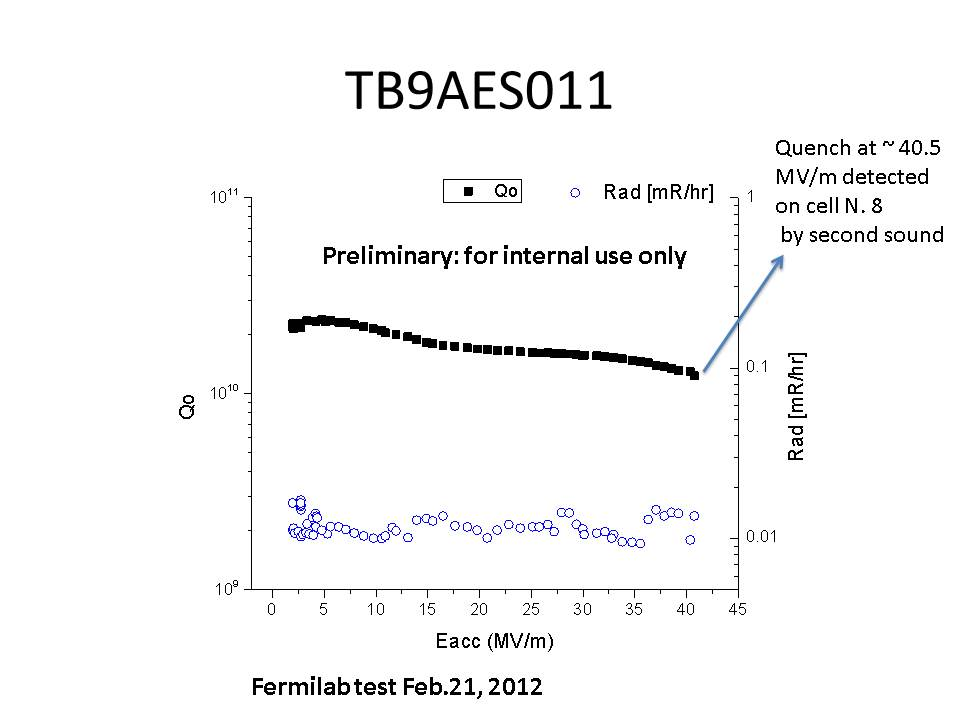 TB9AES011
Quench at ~ 40.5
MV/m detected
on cell N. 8
by second sound
Qo
Rad [mR/hr]
Preliminary: for internal use only
10¹¹
10¹⁰
10⁹
Qo
1
0.1
0.01
Rad [mR/hr]
0 5 10 15 20 25 30 35 40 45
Eacc (MV/m)
Fermilab test Feb.21, 2012